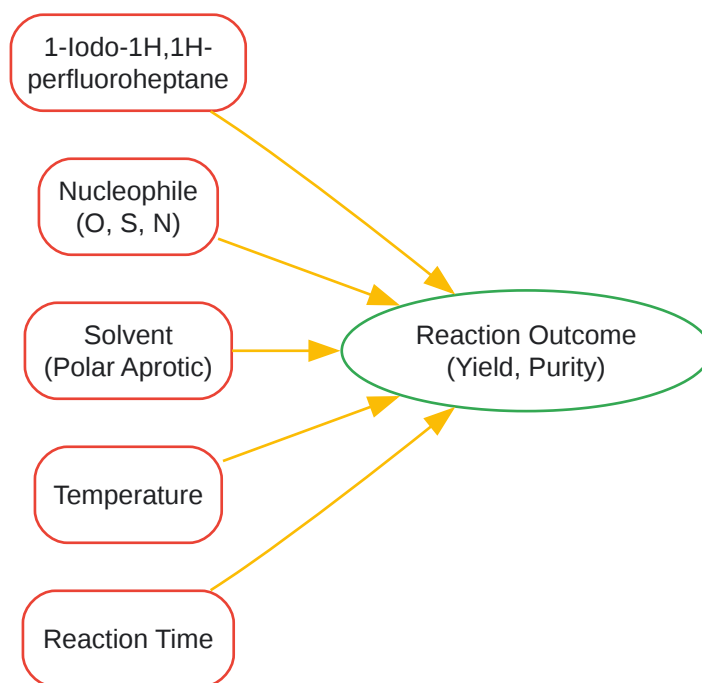 1-Iodo-1H,1H-
perfluoroheptane
Nucleophile
(O, S, N)
Solvent
(Polar Aprotic)
Reaction Outcome
(Yield, Purity)
Temperature
Reaction Time